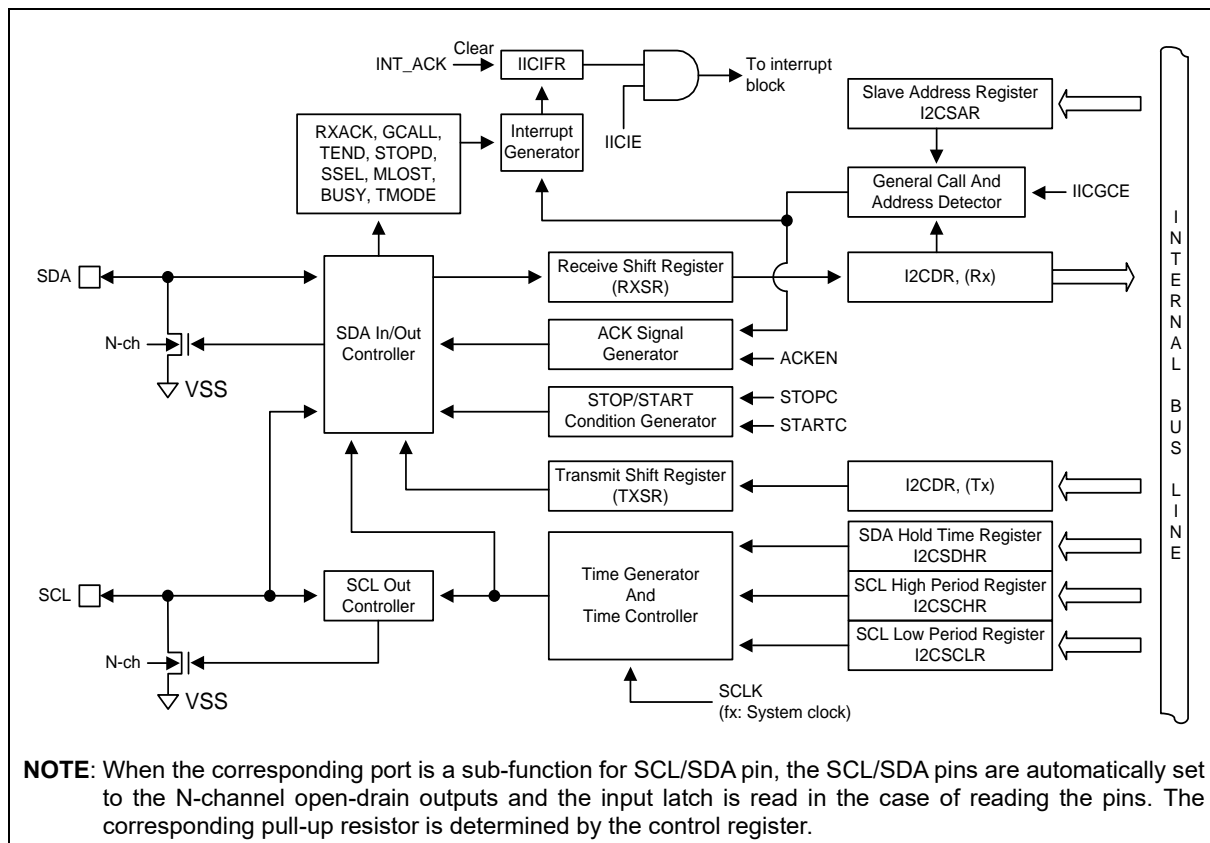 Clear
INT_ACK
IICIFR
To interrupt
block
IICIE
Slave Address Register
I2CSAR
RXACK, GCALL,
TEND, STOPD,
SSEL, MLOST,
BUSY, TMODE
Interrupt
Generator
General Call And
Address Detector
IICGCE
SDA
N-ch
VSS
SDA In/Out
Controller
Receive Shift Register
(RXSR)
I2CDR, (Rx)
ACK Signal
Generator
ACKEN
STOP/START
Condition Generator
STOPC
STARTC
Transmit Shift Register
(TXSR)
I2CDR, (Tx)
SCL
N-ch
VSS
SCL Out
Controller
Time Generator
And
Time Controller
SDA Hold Time Register
I2CSDHR
SCL High Period Register
I2CSCHR
SCL Low Period Register
I2CSCLR
SCLK
(fx: System clock)
INTERNAL BUS LINE
NOTE: When the corresponding port is a sub-function for SCL/SDA pin, the SCL/SDA pins are automatically set
to the N-channel open-drain outputs and the input latch is read in the case of reading the pins. The
corresponding pull-up resistor is determined by the control register.